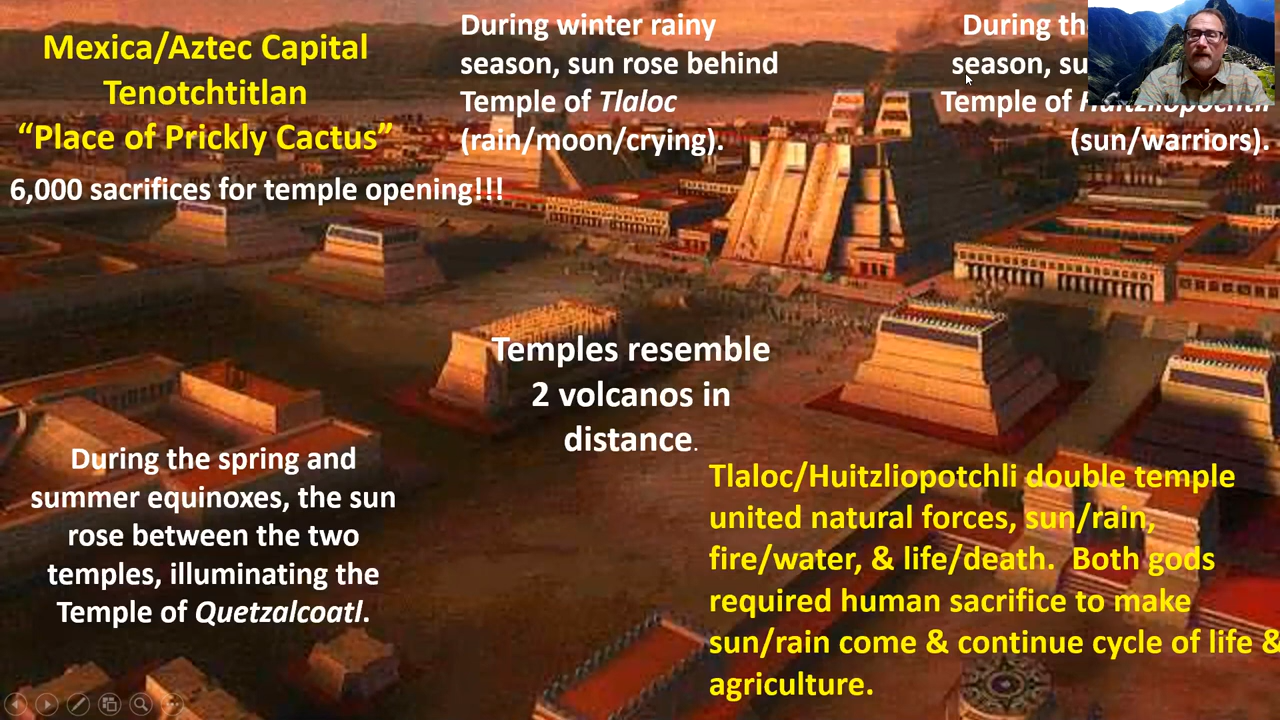 Mexica/Aztec Capital
Tenotchtitlan
“Place of Prickly Cactus”
6,000 sacrifices for temple opening!!!
During winter rainy
season, sun rose behind
Temple of Tlaloc
(rain/moon/crying).
During
season,
Temple of
(sun/warriors).
Temples resemble
2 volcanos in
distance.
During the spring and
summer equinoxes, the sun
rose between the two
temples, illuminating the
Temple of Quetzalcoatl.
Tlaloc/Huitzliopotchli double temple
united natural forces, sun/rain,
fire/water, & life/death. Both gods
required human sacrifice to make
sun/rain come & continue cycle of life &
agriculture.